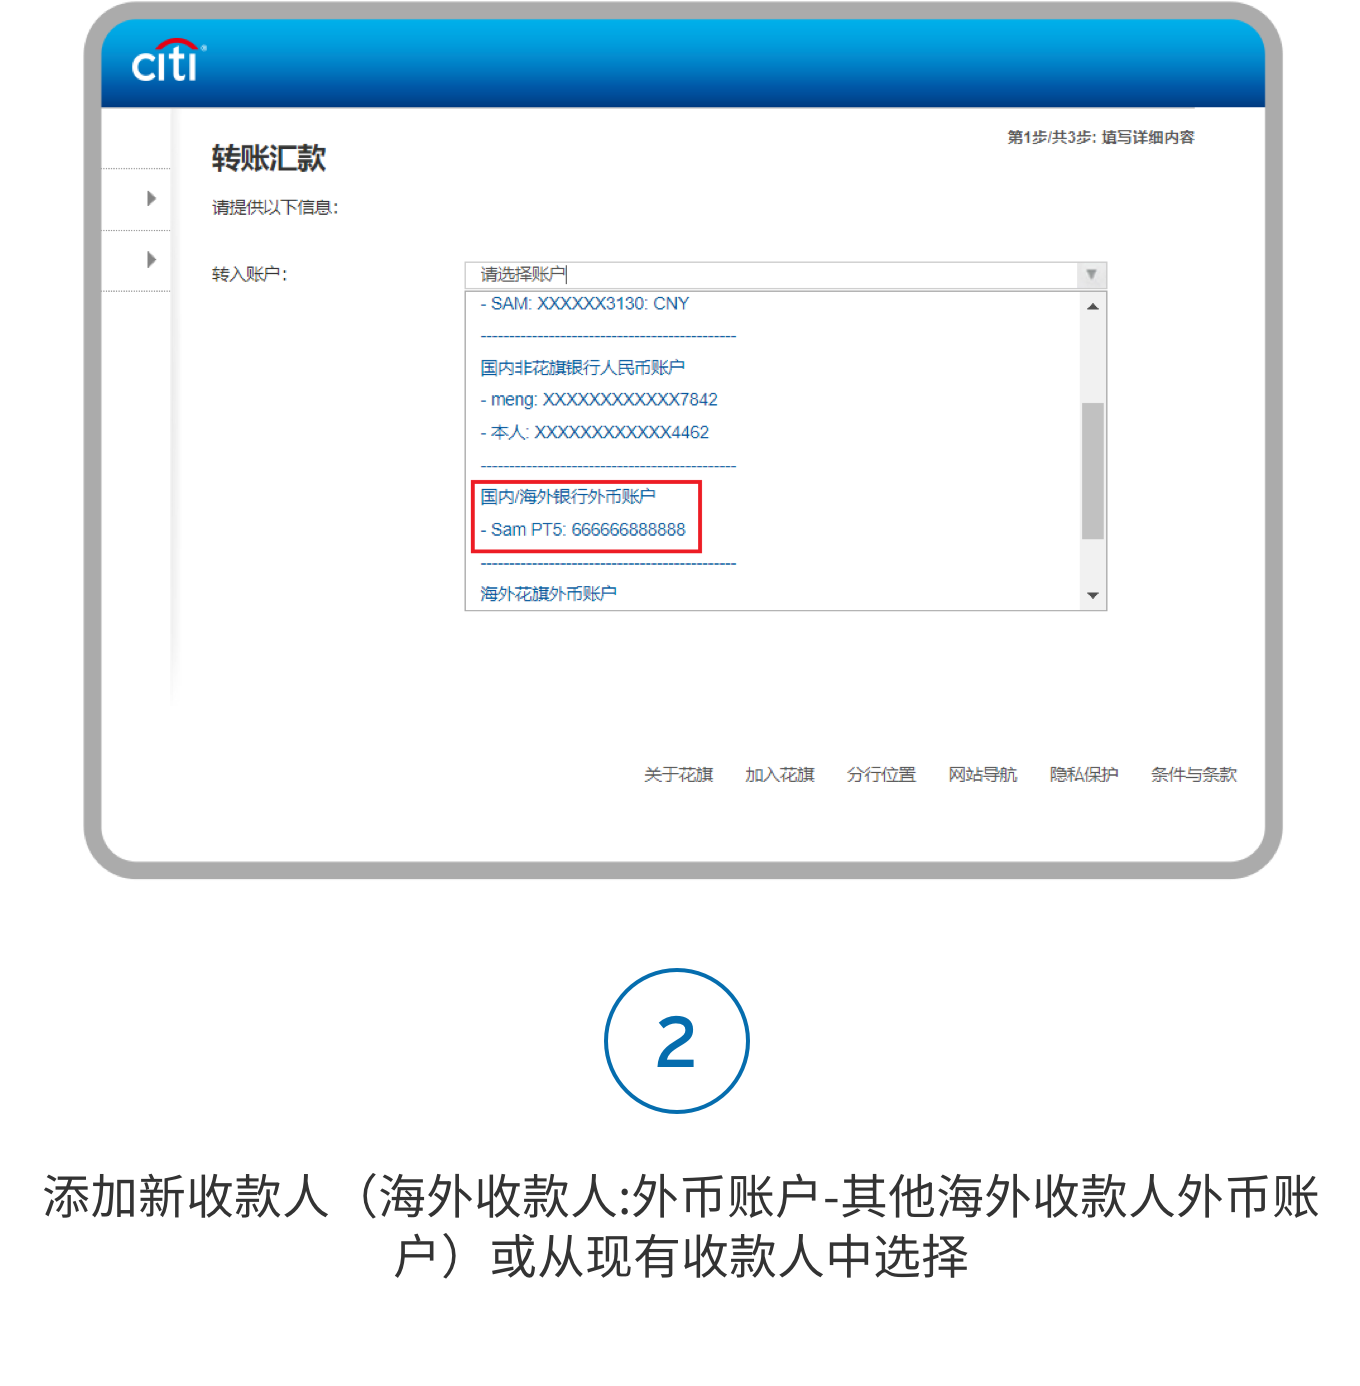 citi
第1步/共3步: 填写详细内容
转账汇款
请提供以下信息:
转入账户:
请选择账户
- SAM: XXXXXX3130: CNY
---------------------------------------------
国内非花旗银行人民币账户
- meng: XXXXXXXXXXXX7842
- 本人: XXXXXXXXXXXX4462
---------------------------------------------
国内/海外银行外币账户
- Sam PT5: 666666888888
---------------------------------------------
海外花旗外币账户
关于花旗 加入花旗 分行位置 网站导航 隐私保护 条件与条款
2
添加新收款人（海外收款人:外币账户-其他海外收款人外币账
户）或从现有收款人中选择